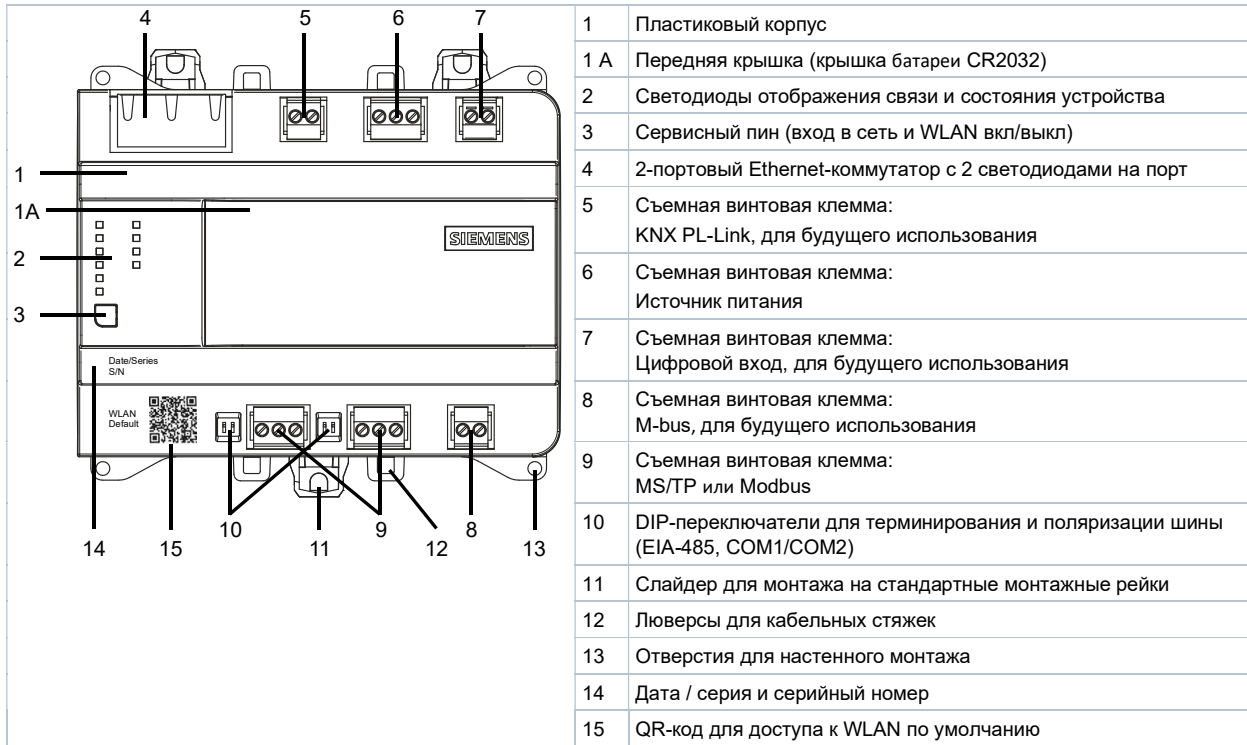 4 5 6 7
1
1A
SIEMENS
2
3
Date/Series
S/N
WLAN
Default
10 9 12 8
14 15 11 13
1 Пластиковый корпус
1 A Передняя крышка (крышка батареи CR2032)
2 Светодиоды отображения связи и состояния устройства
3 Сервисный пин (вход в сеть и WLAN вкл/выкл)
4 2-портовый Ethernet-коммутатор с 2 светодиодами на порт
5 Съемная винтовая клемма:
KNX PL-Link, для будущего использования
6 Съемная винтовая клемма:
Источник питания
7 Съемная винтовая клемма:
Цифровой вход, для будущего использования
8 Съемная винтовая клемма:
M-bus, для будущего использования
9 Съемная винтовая клемма:
MS/TP или Modbus
10 DIP-переключатели для терминирования и поляризации шины
(EIA-485, COM1/COM2)
11 Слайдер для монтажа на стандартные монтажные рейки
12 Люверсы для кабельных стяжек
13 Отверстия для настенного монтажа
14 Дата / серия и серийный номер
15 QR-код для доступа к WLAN по умолчанию